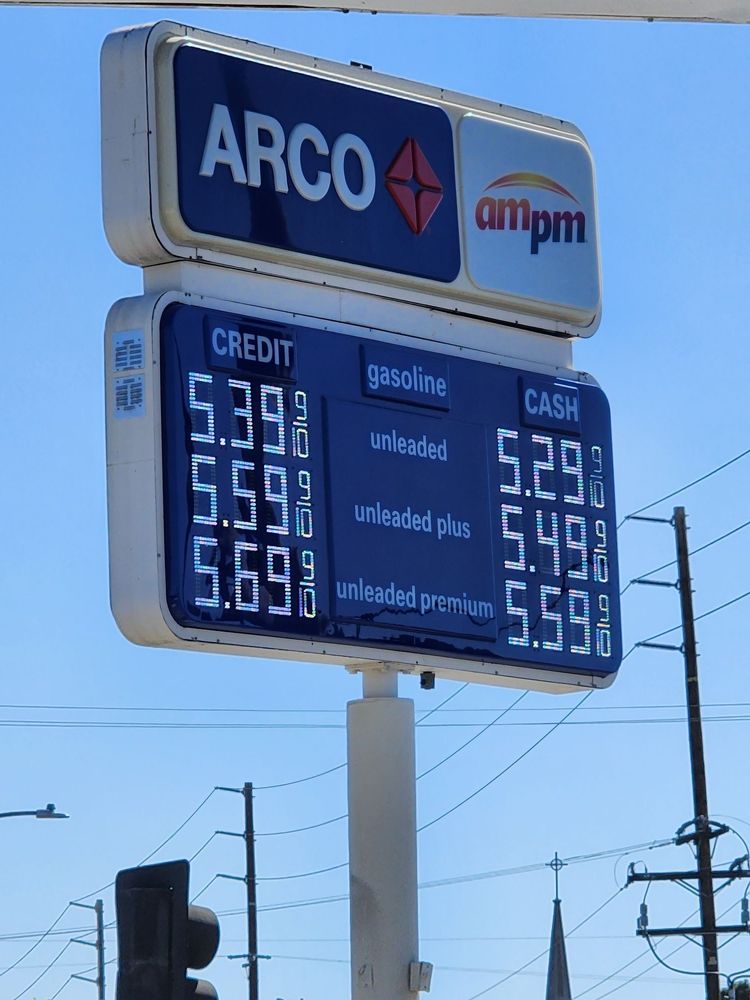 ARCO ampm
CREDIT gasoline CASH
5.39 9/10 unleaded 5.29 9/10
5.59 9/10 unleaded plus 5.49 9/10
5.69 9/10 unleaded premium 5.59 9/10